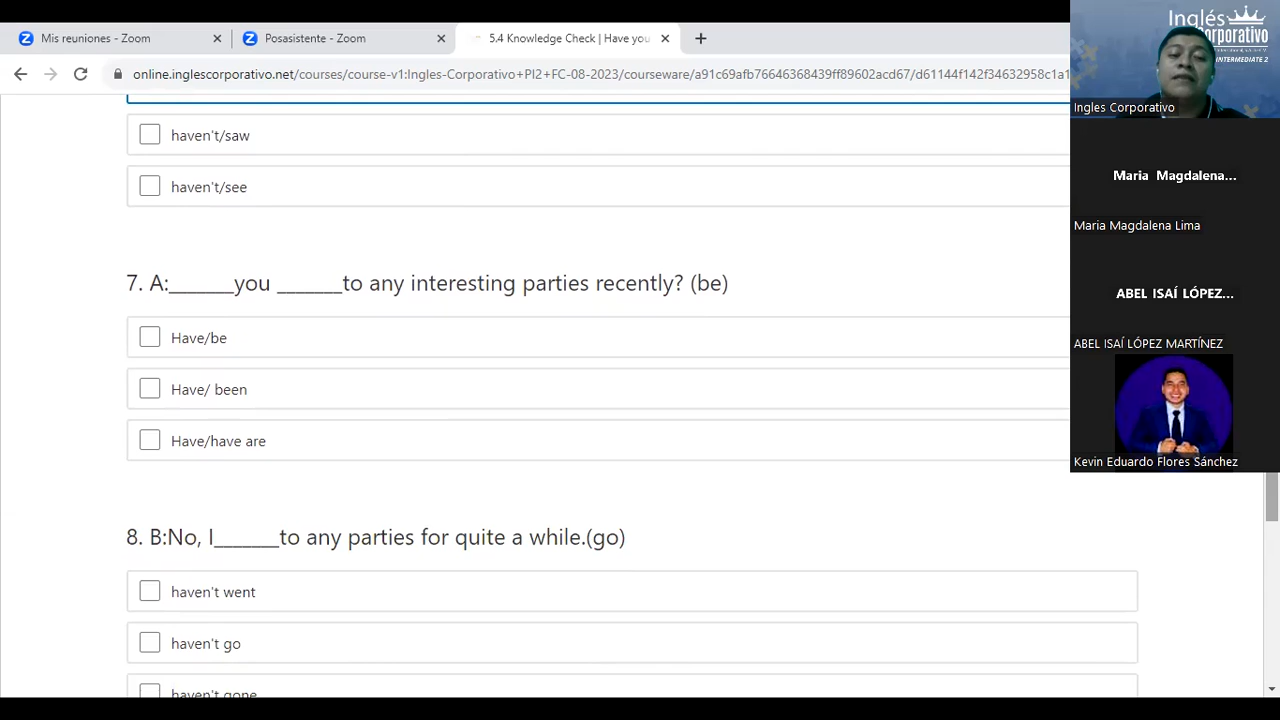 Mis reuniones - Zoom
Posasistente - Zoom
5.4 Knowledge Check | Have you
online.inglescorporativo.net/courses/course-v1:Ingles-Corporativo+PI2+FC-08-2023/courseware/
haven't/saw
haven't/see
7. A:_______you _______to any interesting parties recently? (be)
Have/be
Have/ been
Have/have are
8. B:No, I_______to any parties for quite a while.(go)
haven't went
haven't go
haven't gone
Inglés
Corporativo
INTERMEDIATE 2
Ingles Corporativo
Maria Magdalena...
Maria Magdalena Lima
ABEL ISAÍ LÓPEZ...
ABEL ISAÍ LÓPEZ MARTÍNEZ
Kevin Eduardo Flores Sánchez